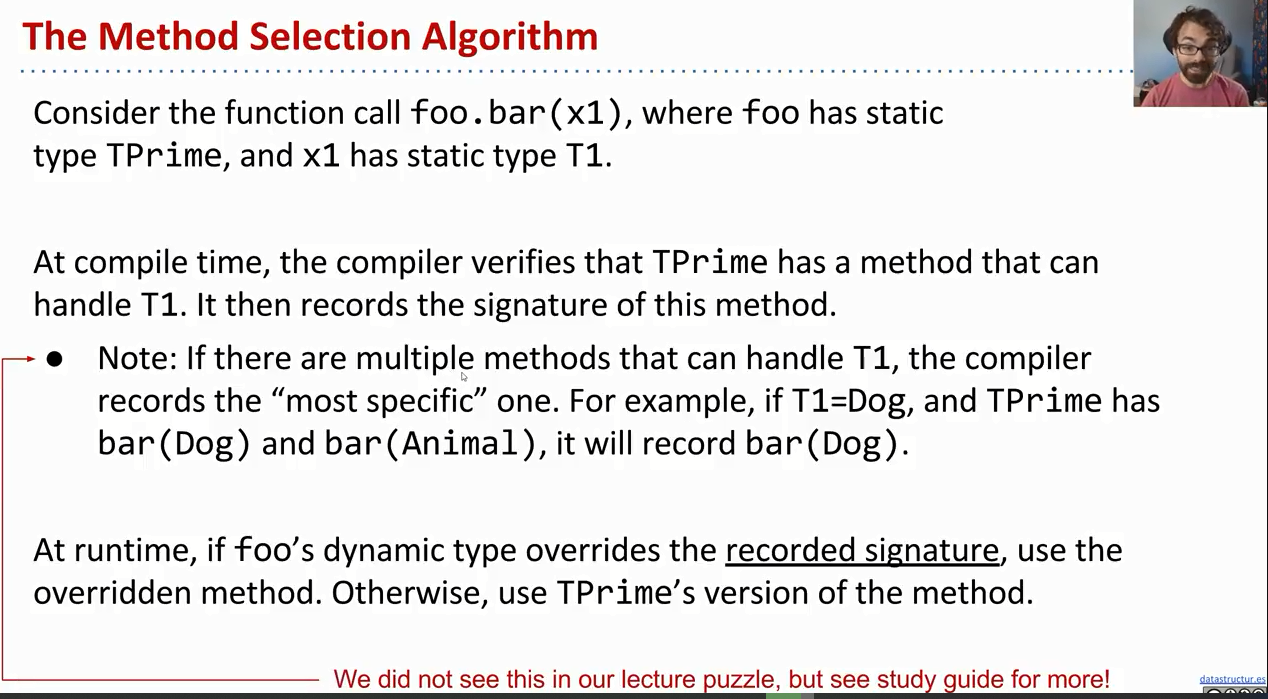 The Method Selection Algorithm
Consider the function call foo.bar(x1), where foo has static
type TPrime, and x1 has static type T1.
At compile time, the compiler verifies that TPrime has a method that can
handle T1. It then records the signature of this method.
● Note: If there are multiple methods that can handle T1, the compiler
records the “most specific” one. For example, if T1=Dog, and TPrime has
bar(Dog) and bar(Animal), it will record bar(Dog).
At runtime, if foo’s dynamic type overrides the recorded signature, use the
overridden method. Otherwise, use TPrime’s version of the method.
We did not see this in our lecture puzzle, but see study guide for more!
datastructur.es